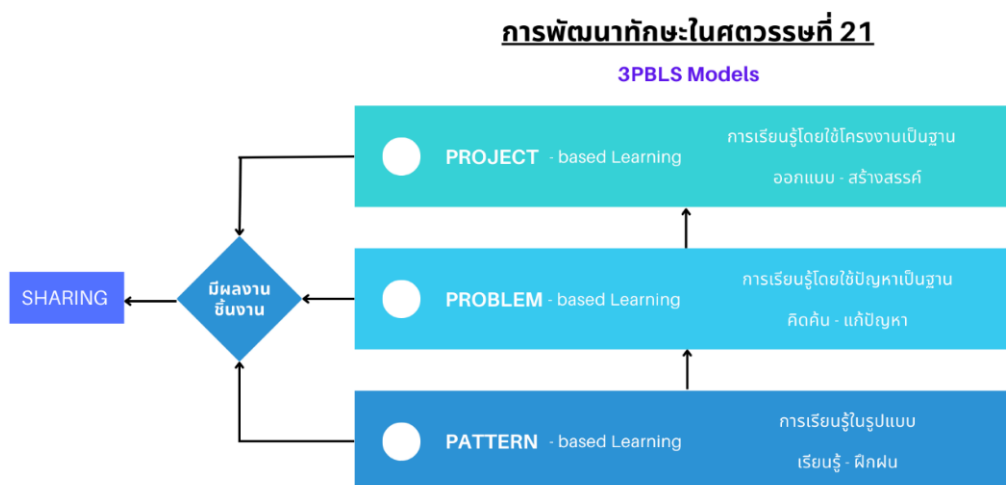 การพัฒนาทักษะในศตวรรษที่ 21
3PBLS Models
PROJECT - based Learning
การเรียนรู้โดยใช้โครงงานเป็นฐาน
ออกแบบ - สร้างสรรค์
SHARING
มีผลงาน
ชิ้นงาน
PROBLEM - based Learning
การเรียนรู้โดยใช้ปัญหาเป็นฐาน
คิดค้น - แก้ปัญหา
PATTERN - based Learning
การเรียนรู้ในรูปแบบ
เรียนรู้ - ฝึกฝน